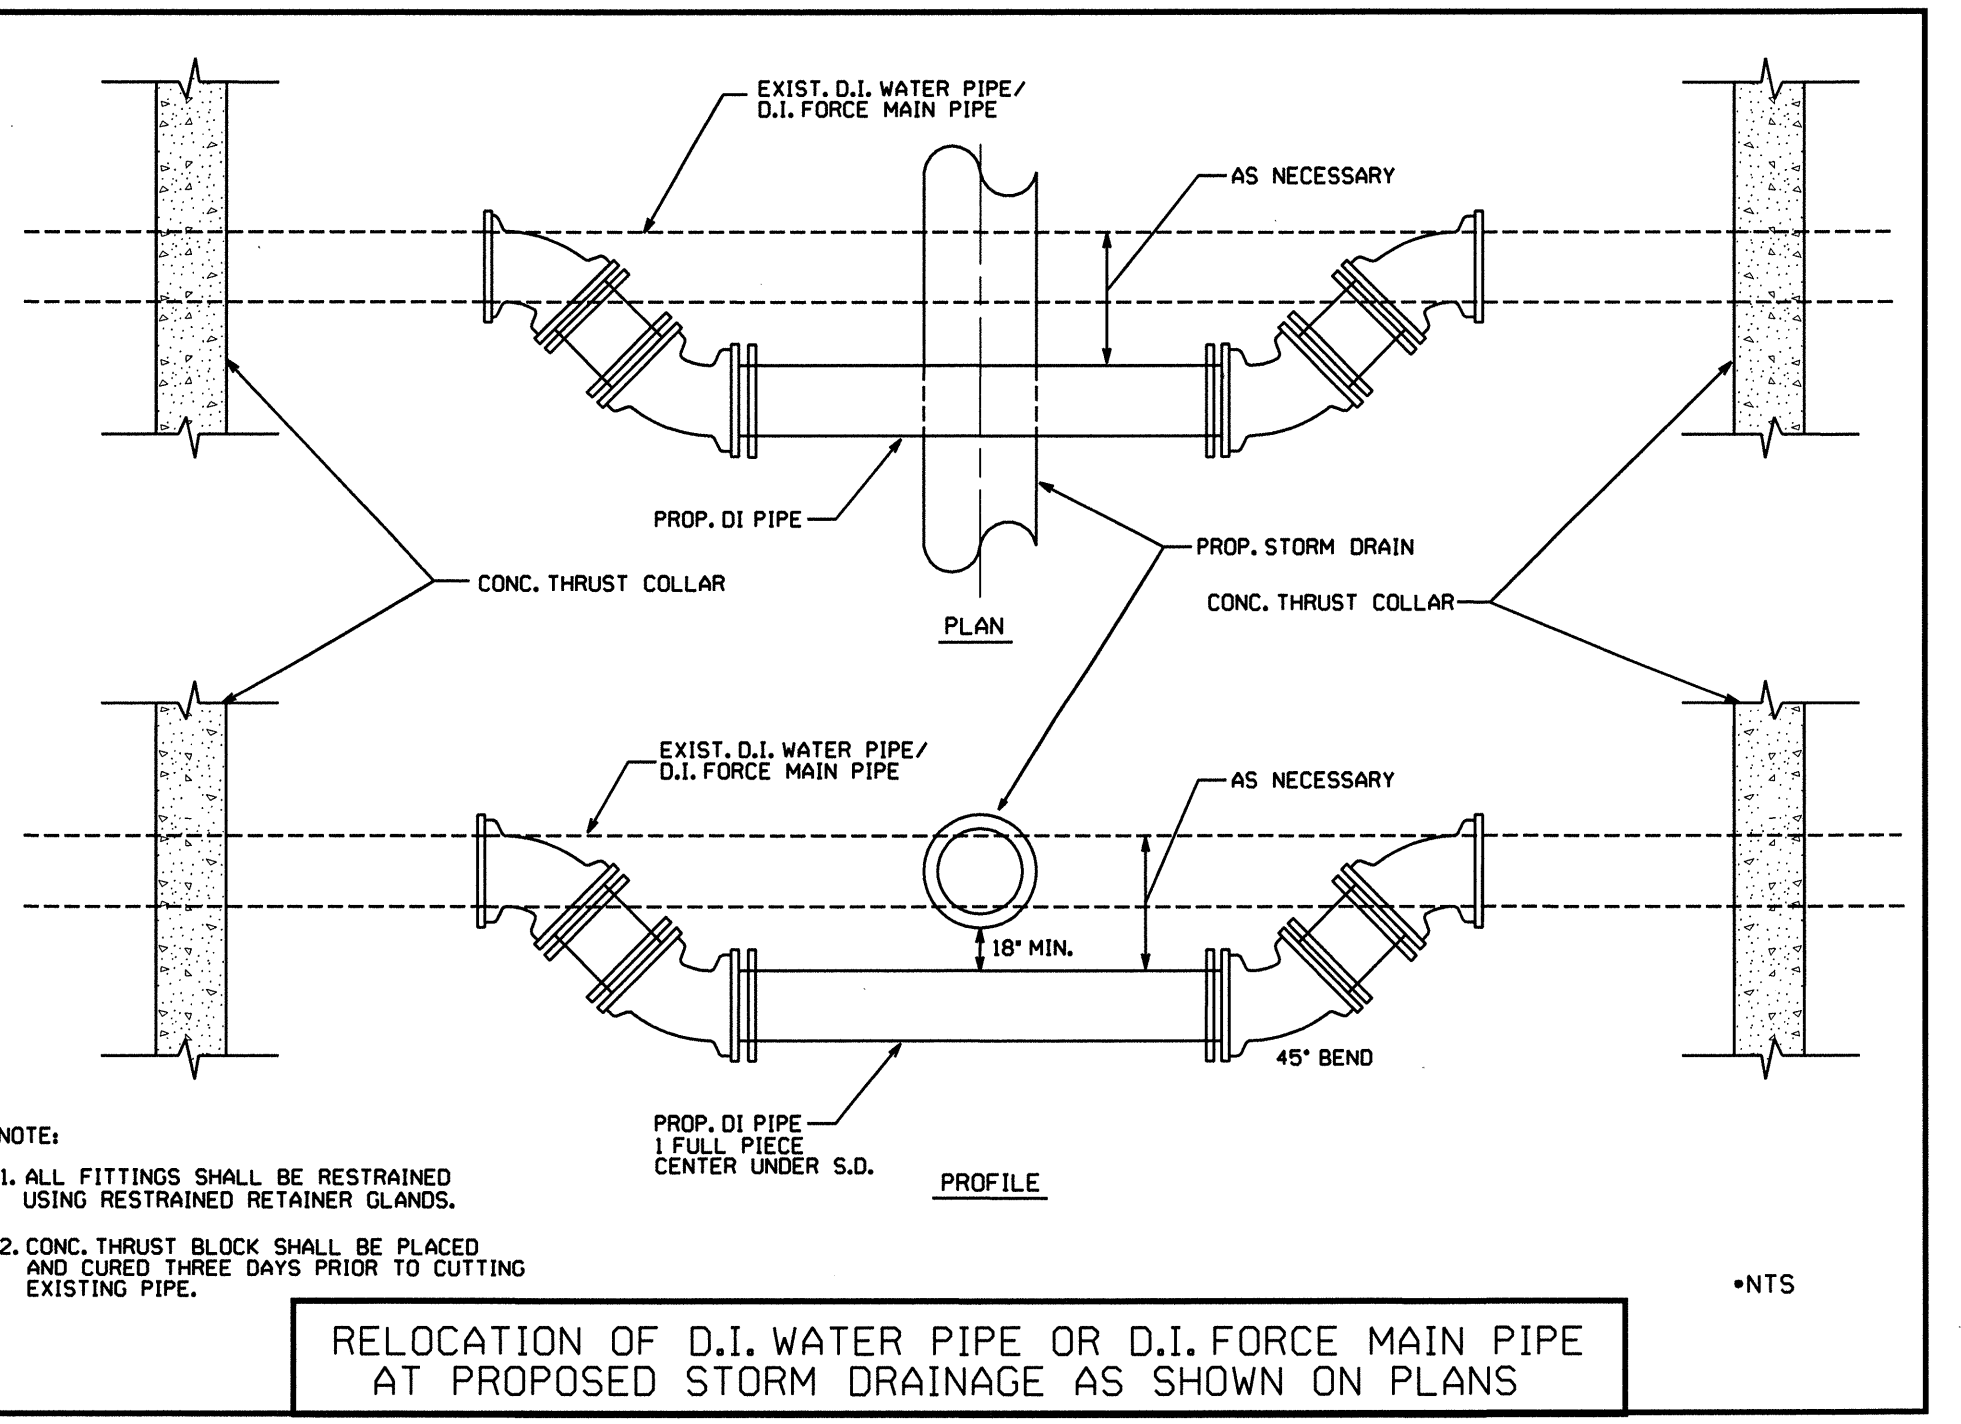 EXIST. D.I. WATER PIPE/
D.I. FORCE MAIN PIPE
AS NECESSARY
PROP. DI PIPE
PROP. STORM DRAIN
CONC. THRUST COLLAR
CONC. THRUST COLLAR
PLAN
EXIST. D.I. WATER PIPE/
D.I. FORCE MAIN PIPE
AS NECESSARY
18" MIN.
45° BEND
PROP. DI PIPE
1 FULL PIECE
CENTER UNDER S.D.
PROFILE
NOTE:
1. ALL FITTINGS SHALL BE RESTRAINED
USING RESTRAINED RETAINER GLANDS.
2. CONC. THRUST BLOCK SHALL BE PLACED
AND CURED THREE DAYS PRIOR TO CUTTING
EXISTING PIPE.
•NTS
RELOCATION OF D.I. WATER PIPE OR D.I. FORCE MAIN PIPE
AT PROPOSED STORM DRAINAGE AS SHOWN ON PLANS